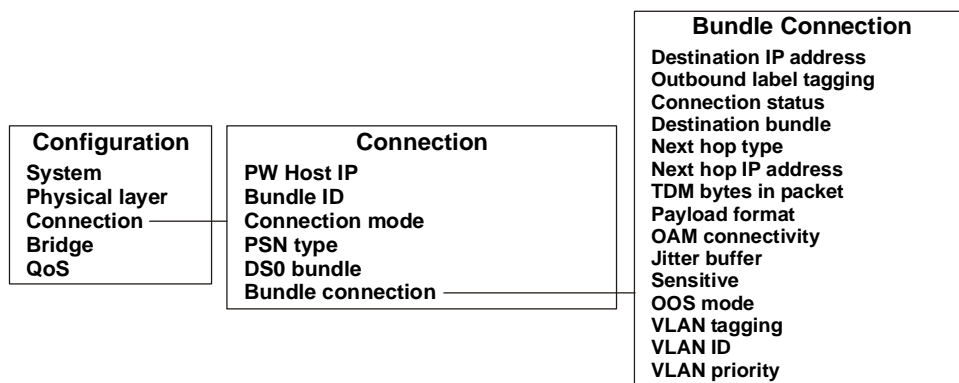 Configuration
System
Physical layer
Connection
Bridge
QoS
Connection
PW Host IP
Bundle ID
Connection mode
PSN type
DS0 bundle
Bundle connection
Bundle Connection
Destination IP address
Outbound label tagging
Connection status
Destination bundle
Next hop type
Next hop IP address
TDM bytes in packet
Payload format
OAM connectivity
Jitter buffer
Sensitive
OOS mode
VLAN tagging
VLAN ID
VLAN priority